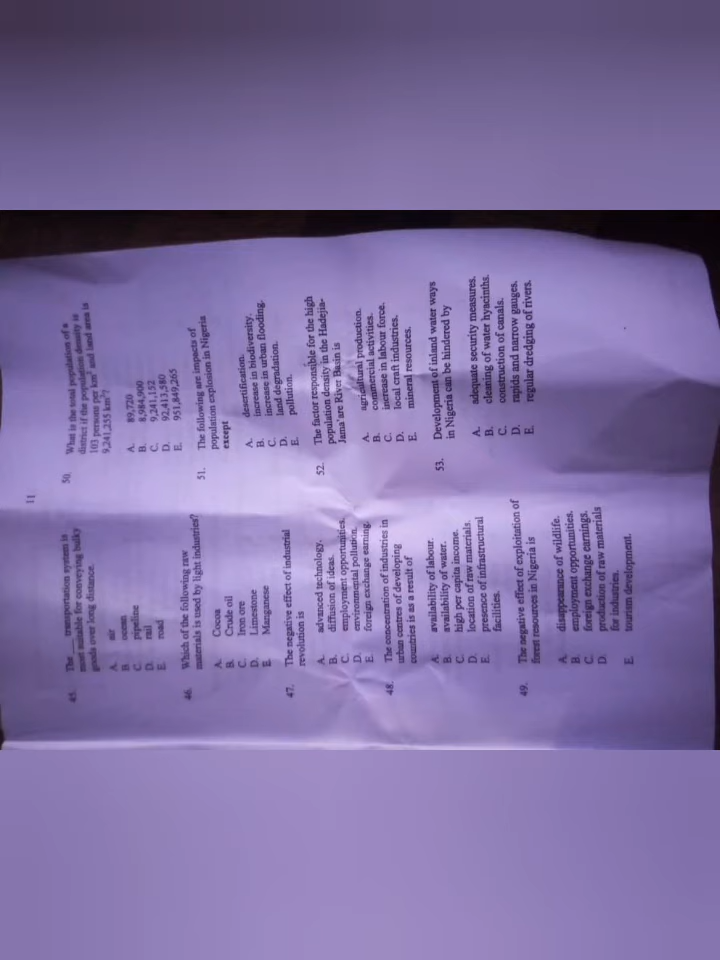 11
45. The __ transportation system is
most suitable for conveying bulky
goods over long distance.
A. air
B. ocean
C. pipeline
D. rail
E. road
46. Which of the following raw
materials is used by light industries?
A. Cocoa
B. Crude oil
C. Iron ore
D. Limestone
E. Manganese
47. The negative effect of industrial
revolution is
A. advanced technology.
B. diffusion of ideas.
C. employment opportunities.
D. environmental pollution.
E. foreign exchange earning.
48. The concentration of industries in
urban centres of developing
countries is as a result of
A. availability of labour.
B. availability of water.
C. high per capita income.
D. location of raw materials.
E. presence of infrastructural
facilities.
49. The negative effect of exploitation of
forest resources in Nigeria is
A. disappearance of wildlife.
B. employment opportunities.
C. foreign exchange earnings.
D. production of raw materials
for industries.
E. tourism development.
50. What is the total population of a
district if the population density is
103 persons per km² and land area is
9,241,255 km²?
A. 89,720
B. 8,984,900
C. 9,241,152
D. 92,413,580
E. 951,849,265
51. The following are impacts of
population explosion in Nigeria
except
A. desertification.
B. increase in biodiversity.
C. increase in urban flooding.
D. land degradation.
E. pollution.
52. The factor responsible for the high
population density in the Hadejia-
Jama'are River Basin is
A. agricultural production.
B. commercial activities.
C. increase in labour force.
D. local craft industries.
E. mineral resources.
53. Development of inland water ways
in Nigeria can be hindered by
A. adequate security measures.
B. cleaning of water hyacinths.
C. construction of canals.
D. rapids and narrow gauges.
E. regular dredging of rivers.